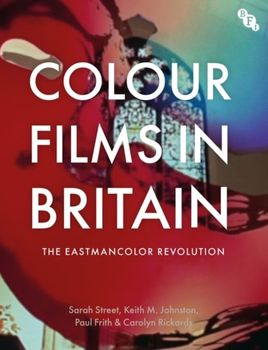 BFI
COLOUR
FILMS IN
BRITAIN
THE EASTMANCOLOR REVOLUTION
Sarah Street, Keith M. Johnston,
Paul Frith & Carolyn Rickards